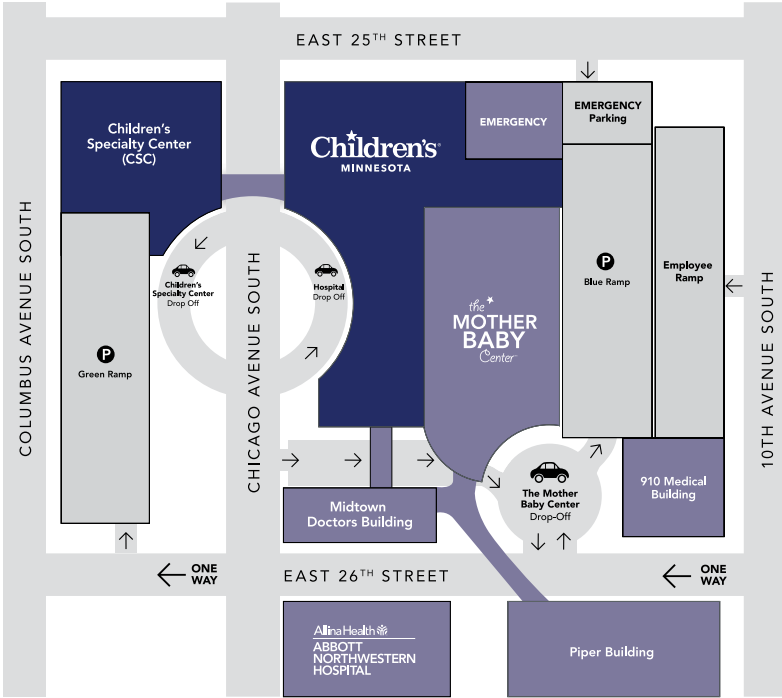 EAST 25TH STREET
Children's
Specialty Center
(CSC)
Children's®
MINNESOTA
EMERGENCY
EMERGENCY
Parking
COLUMBUS AVENUE SOUTH
CHICAGO AVENUE SOUTH
10TH AVENUE SOUTH
Children's
Specialty Center
Drop Off
Hospital
Drop Off
P
Blue Ramp
Employee
Ramp
the
MOTHER
BABY
Center
P
Green Ramp
Midtown
Doctors Building
The Mother
Baby Center
Drop-Off
910 Medical
Building
ONE
WAY
EAST 26TH STREET
ONE
WAY
Allina Health
ABBOTT
NORTHWESTERN
HOSPITAL
Piper Building